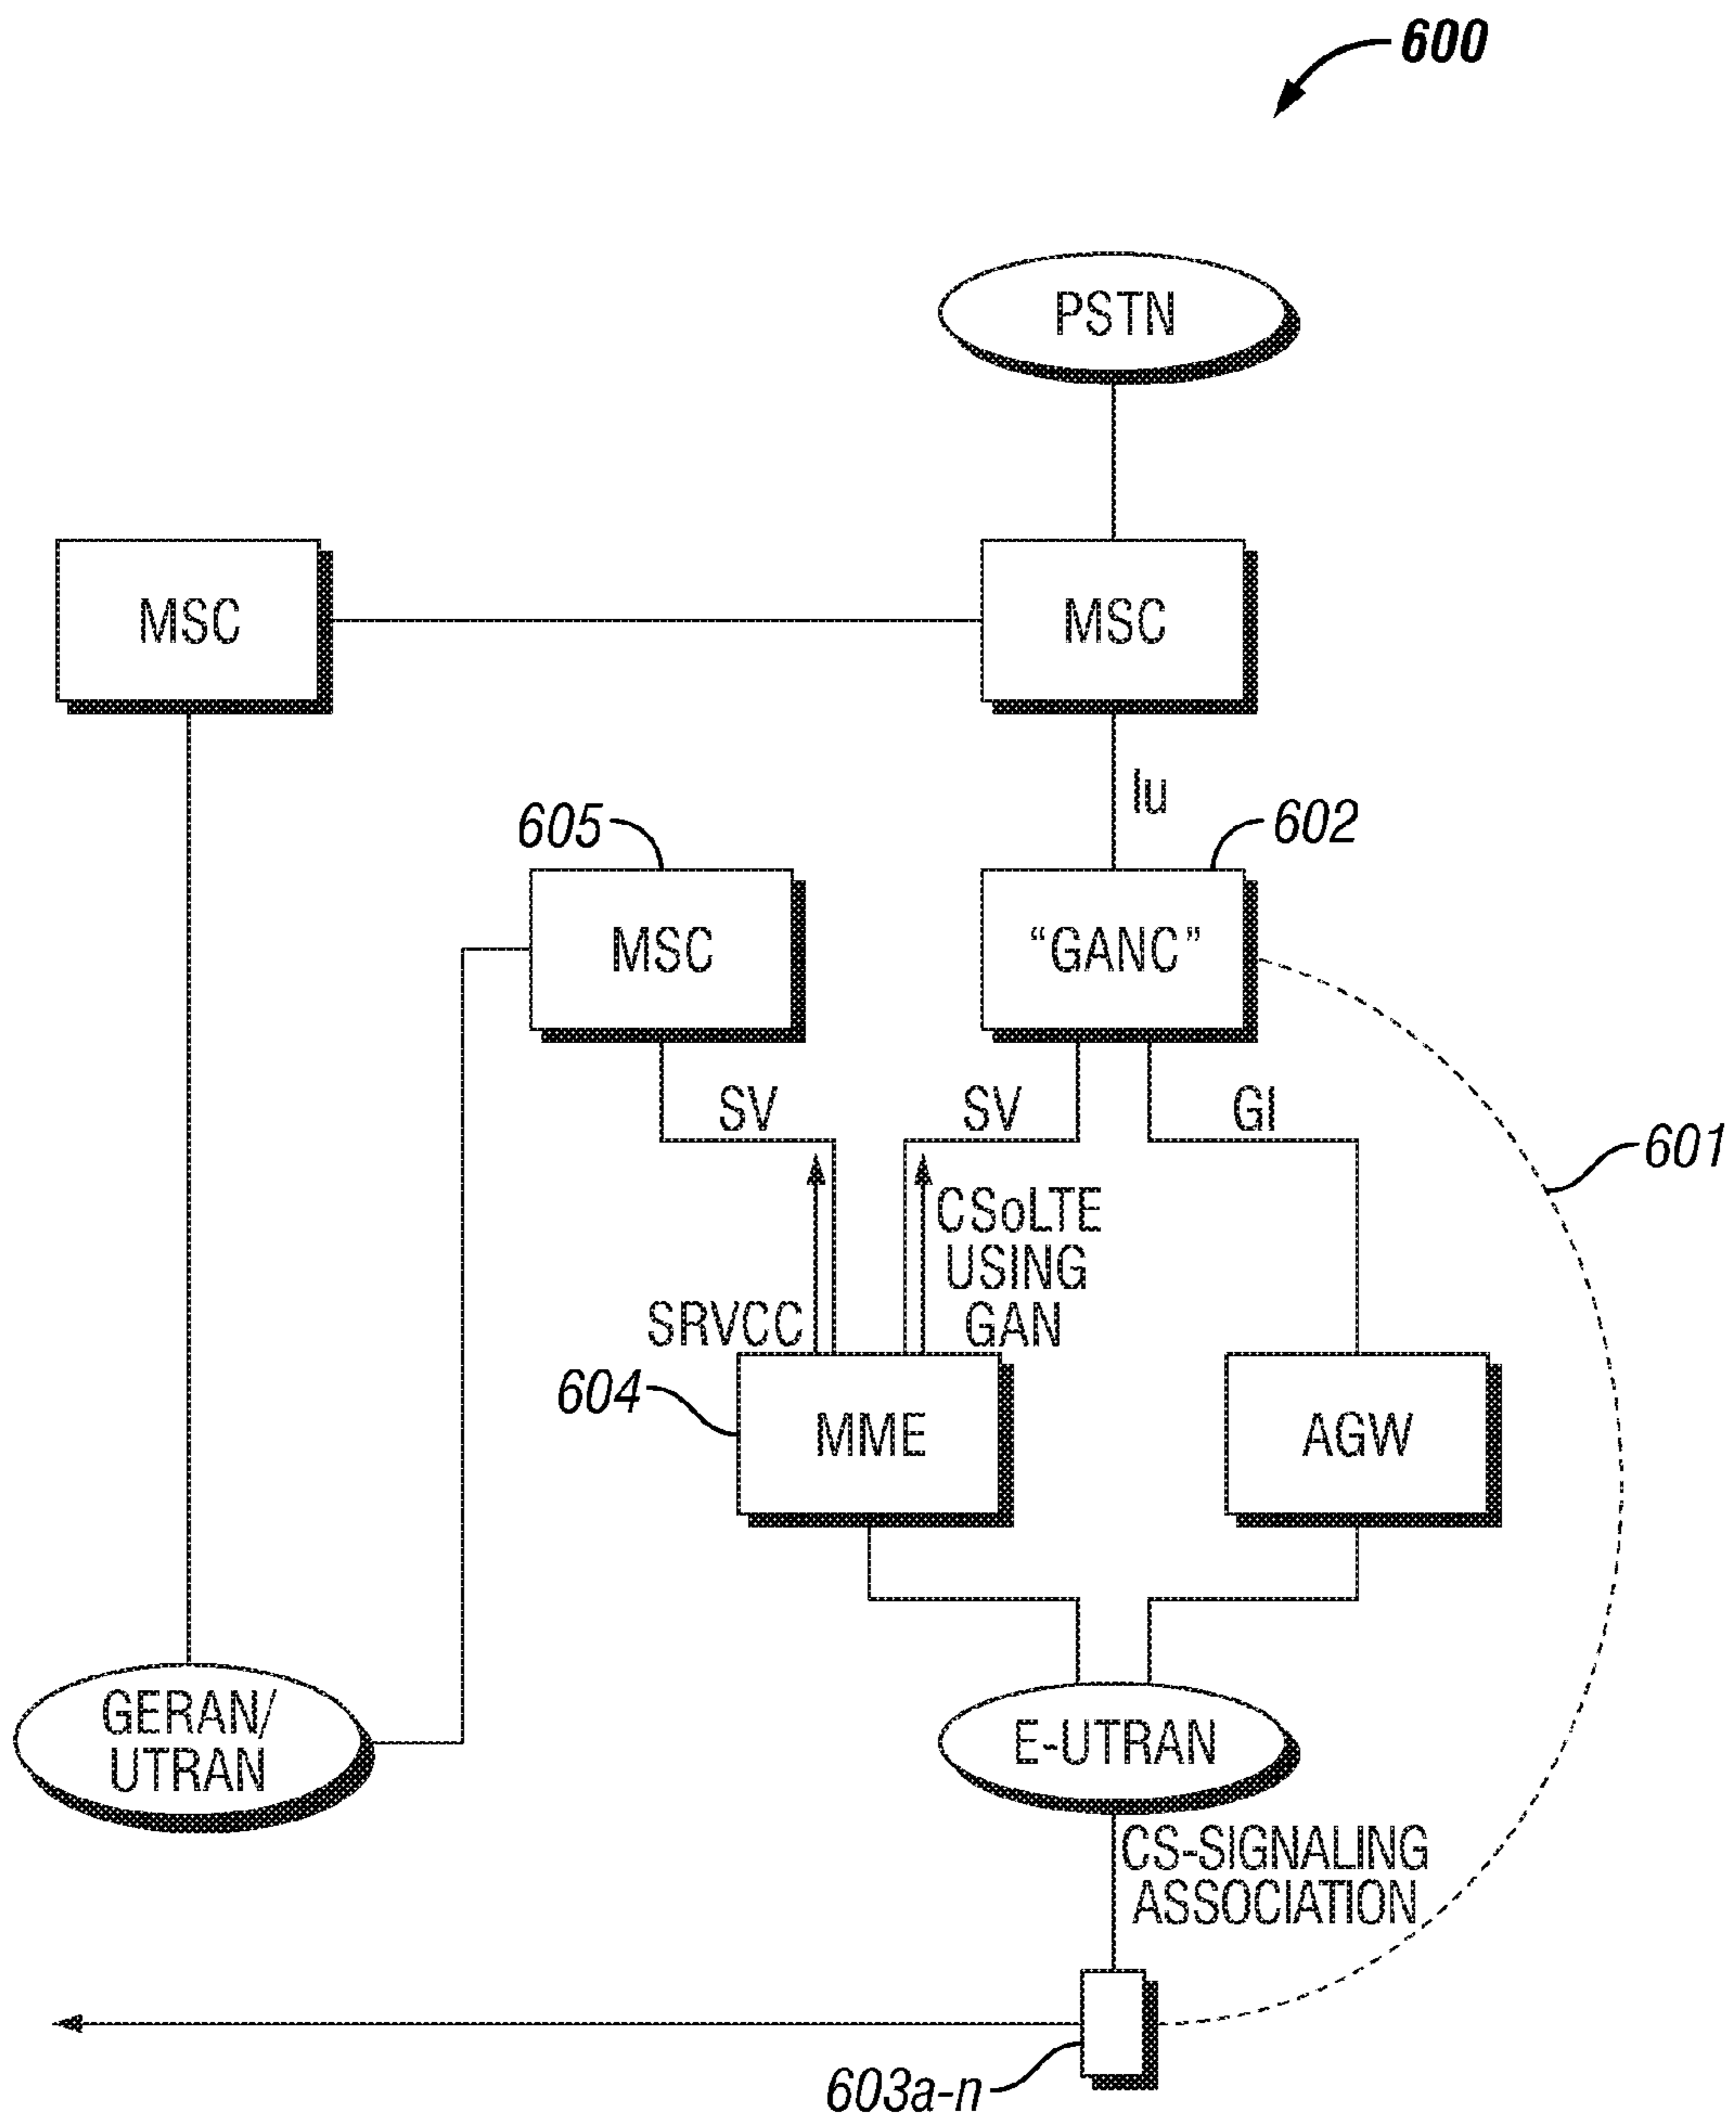 600
PSTN
MSC
MSC
Iu
605
602
MSC
“GANC”
SV
SV
GI
601
CSoLTE
USING
GAN
SRVCC
604
MME
AGW
GERAN/
UTRAN
E-UTRAN
CS-SIGNALING
ASSOCIATION
603a-n